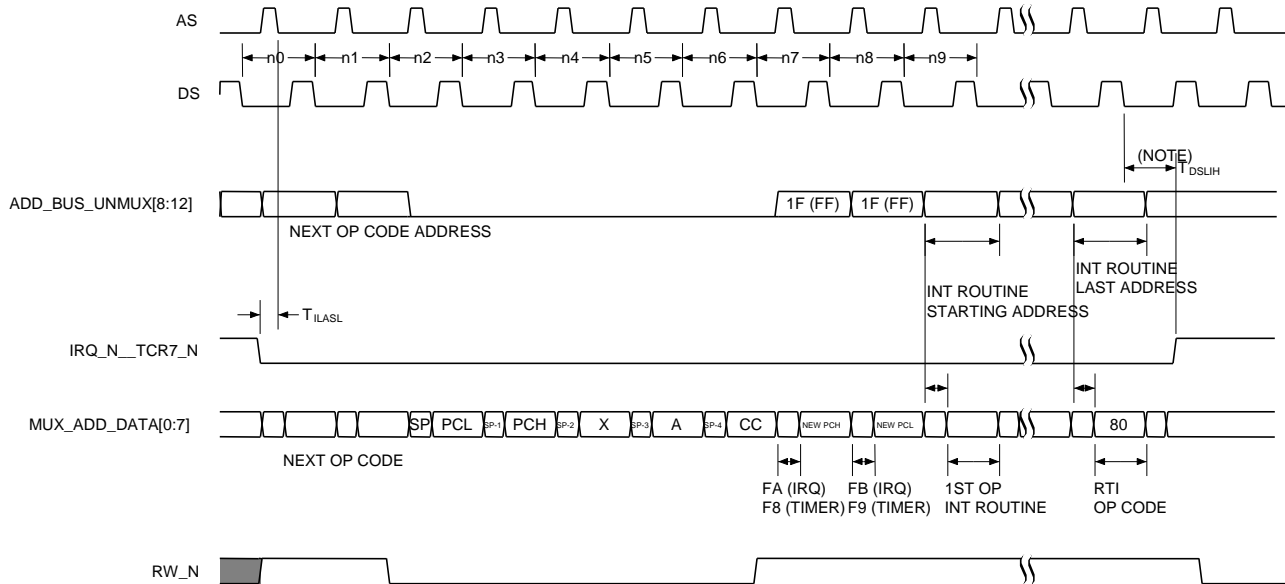 AS
n0 n1 n2 n3 n4 n5 n6 n7 n8 n9
DS
(NOTE)
TDSLIH
ADD_BUS_UNMUX[8:12]
1F (FF) 1F (FF)
NEXT OP CODE ADDRESS
INT ROUTINE
LAST ADDRESS
INT ROUTINE
STARTING ADDRESS
TILASL
IRQ_N__TCR7_N
MUX_ADD_DATA[0:7]
SP PCL SP-1 PCH SP-2 X SP-3 A SP-4 CC NEW PCH NEW PCL 80
NEXT OP CODE
FA (IRQ)
F8 (TIMER)
FB (IRQ)
F9 (TIMER)
1ST OP
INT ROUTINE
RTI
OP CODE
RW_N